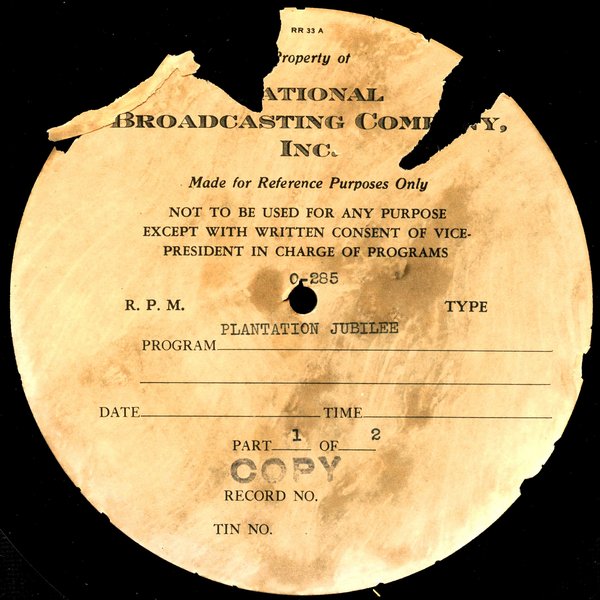 RR 33 A
Property of
ATIONAL
BROADCASTING COMPANY,
INC.
Made for Reference Purposes Only
NOT TO BE USED FOR ANY PURPOSE
EXCEPT WITH WRITTEN CONSENT OF VICE-
PRESIDENT IN CHARGE OF PROGRAMS
0-285
R. P. M. TYPE
PLANTATION JUBILEE
PROGRAM
DATE TIME
PART 1 OF 2
COPY
RECORD NO.
TIN NO.